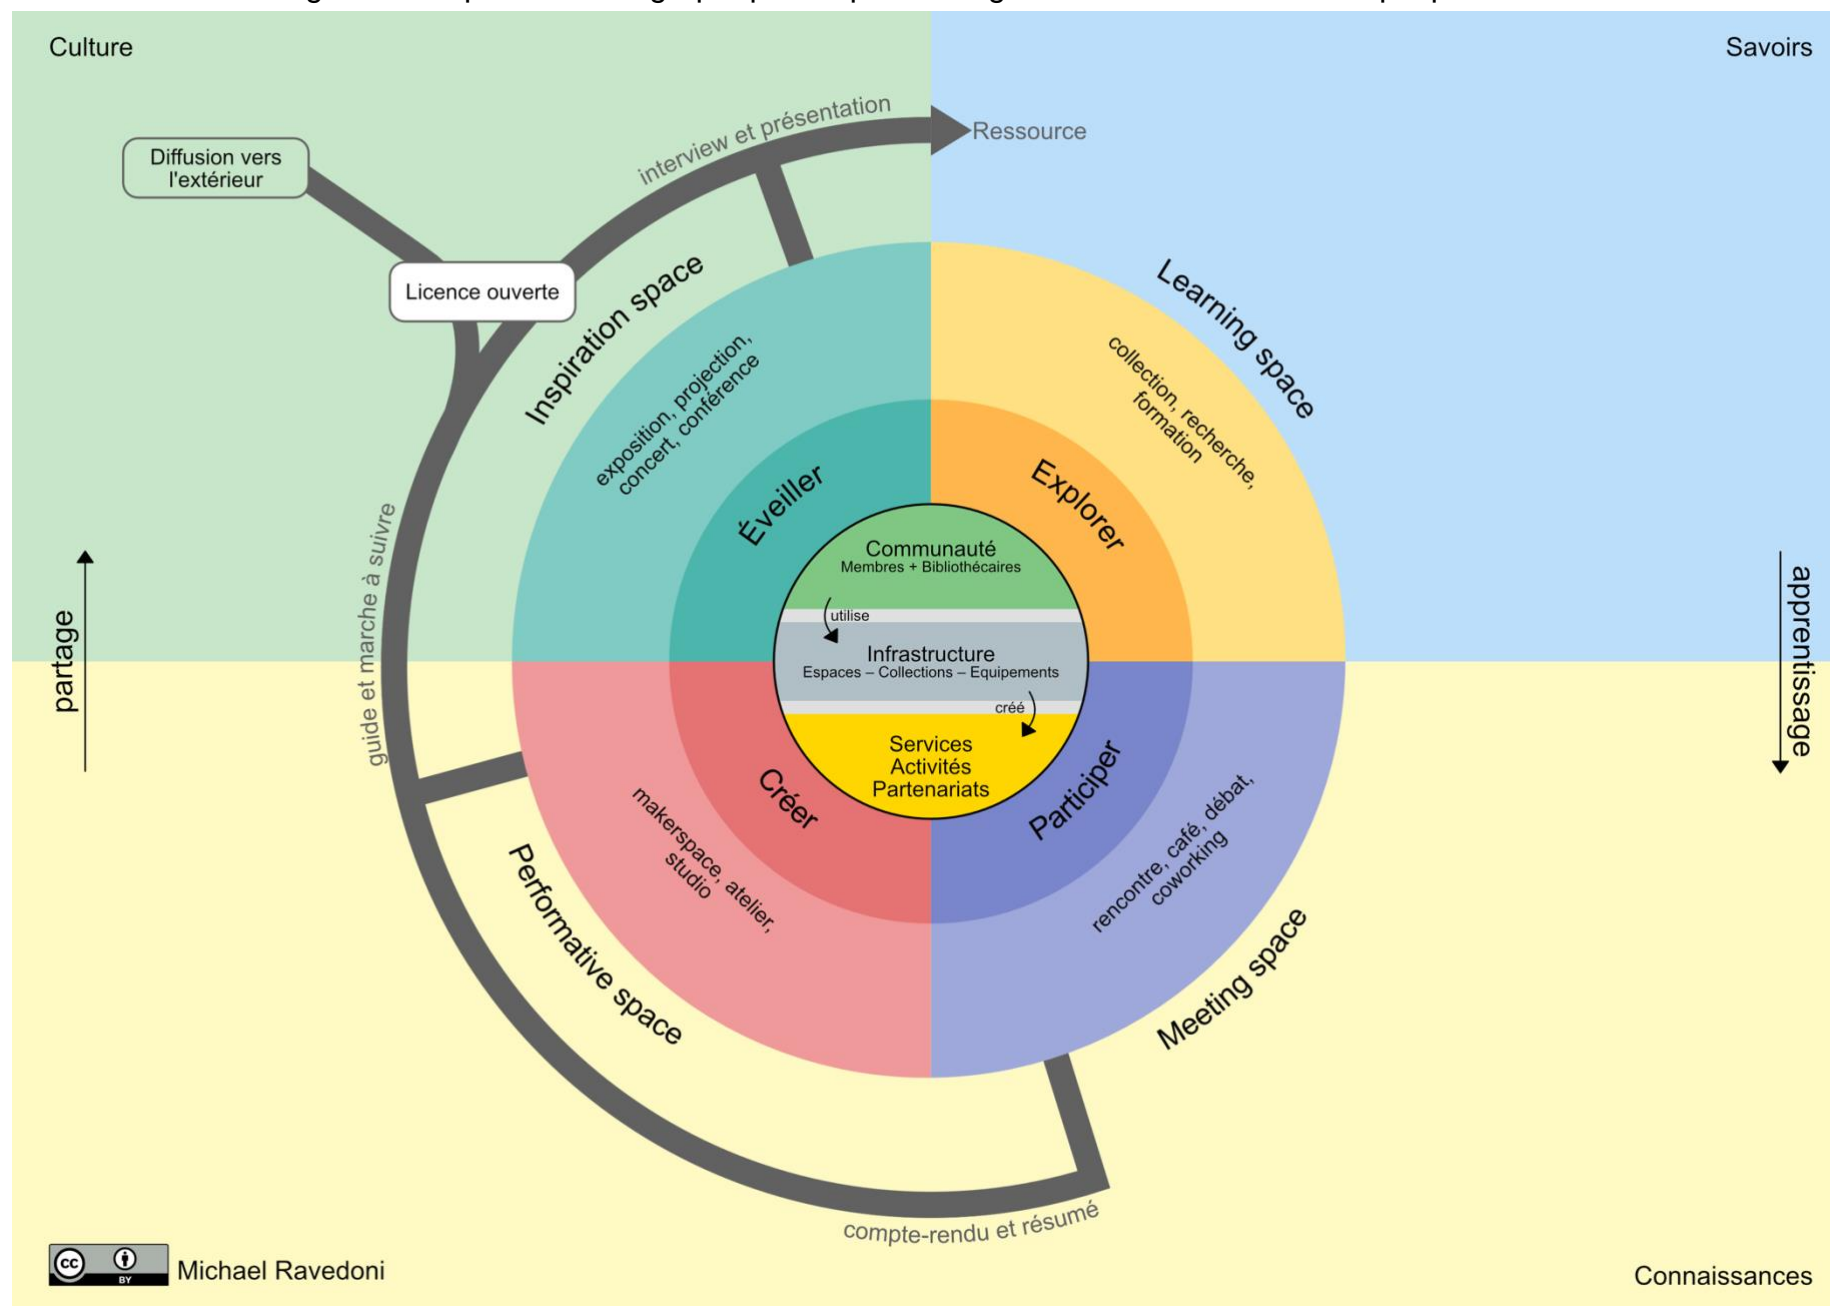 Culture
Savoirs
interview et présentation
Ressource
Diffusion vers
l'extérieur
Licence ouverte
Inspiration space
Learning space
exposition, projection,
concert, conférence
collection, recherche,
formation
Éveiller
Explorer
guide et marche à suivre
partage
apprentissage
Communauté
Membres + Bibliothécaires
utilise
Infrastructure
Espaces – Collections – Equipements
créé
Services
Activités
Partenariats
Créer
Participer
makerspace, atelier,
studio
rencontre, café, débat,
coworking
Performative space
Meeting space
compte-rendu et résumé
cc
BY
Michael Ravedoni
Connaissances